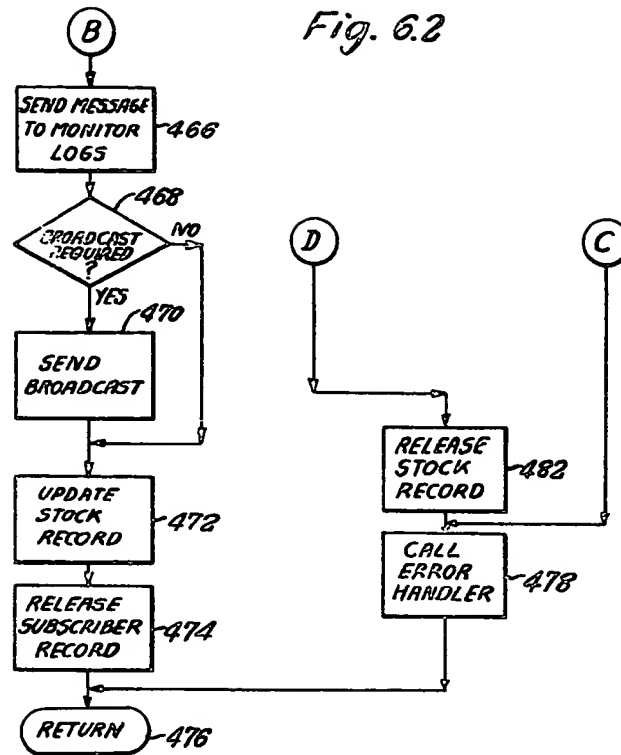 Fig. 6.2
B
SEND MESSAGE
TO MONITOR
LOGS
466
468
BROADCAST
REQUIRED
?
NO
YES
470
SEND
BROADCAST
UPDATE
STOCK
RECORD
472
RELEASE
SUBSCRIBER
RECORD
474
RETURN
476
D
C
RELEASE
STOCK
RECORD
482
CALL
ERROR
HANDLER
478